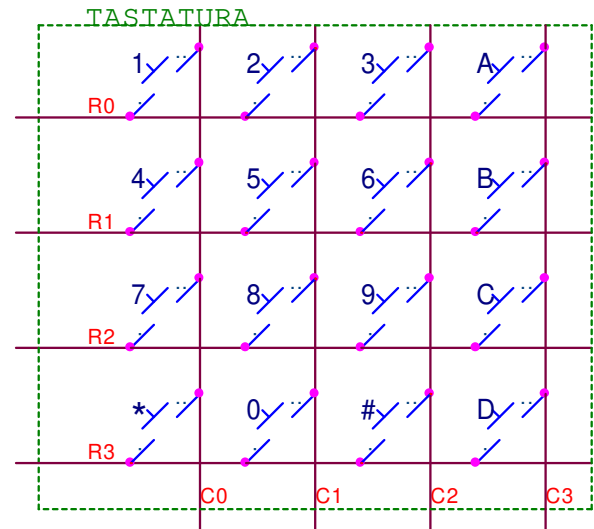 TASTATURA
1 2 3 A
R0
4 5 6 B
R1
7 8 9 C
R2
* 0 # D
R3
C0 C1 C2 C3